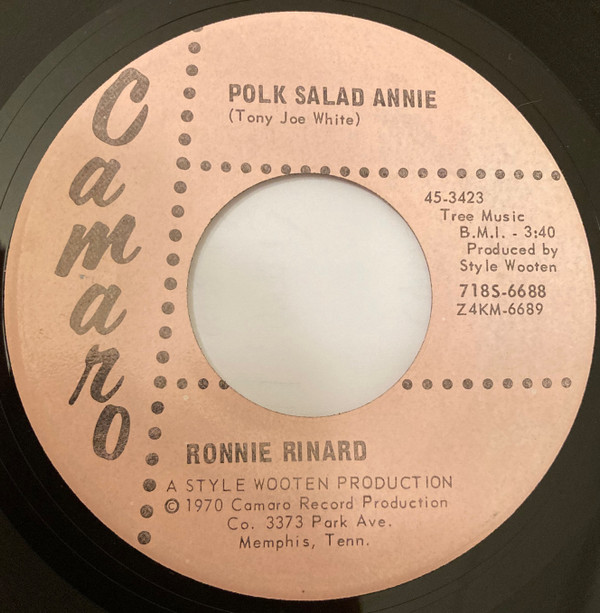 Camaro
POLK SALAD ANNIE
(Tony Joe White)
45-3423
Tree Music
B.M.I. - 3:40
Produced by
Style Wooten
718S-6688
Z4KM-6689
RONNIE RINARD
A STYLE WOOTEN PRODUCTION
© 1970 Camaro Record Production
Co. 3373 Park Ave.
Memphis, Tenn.